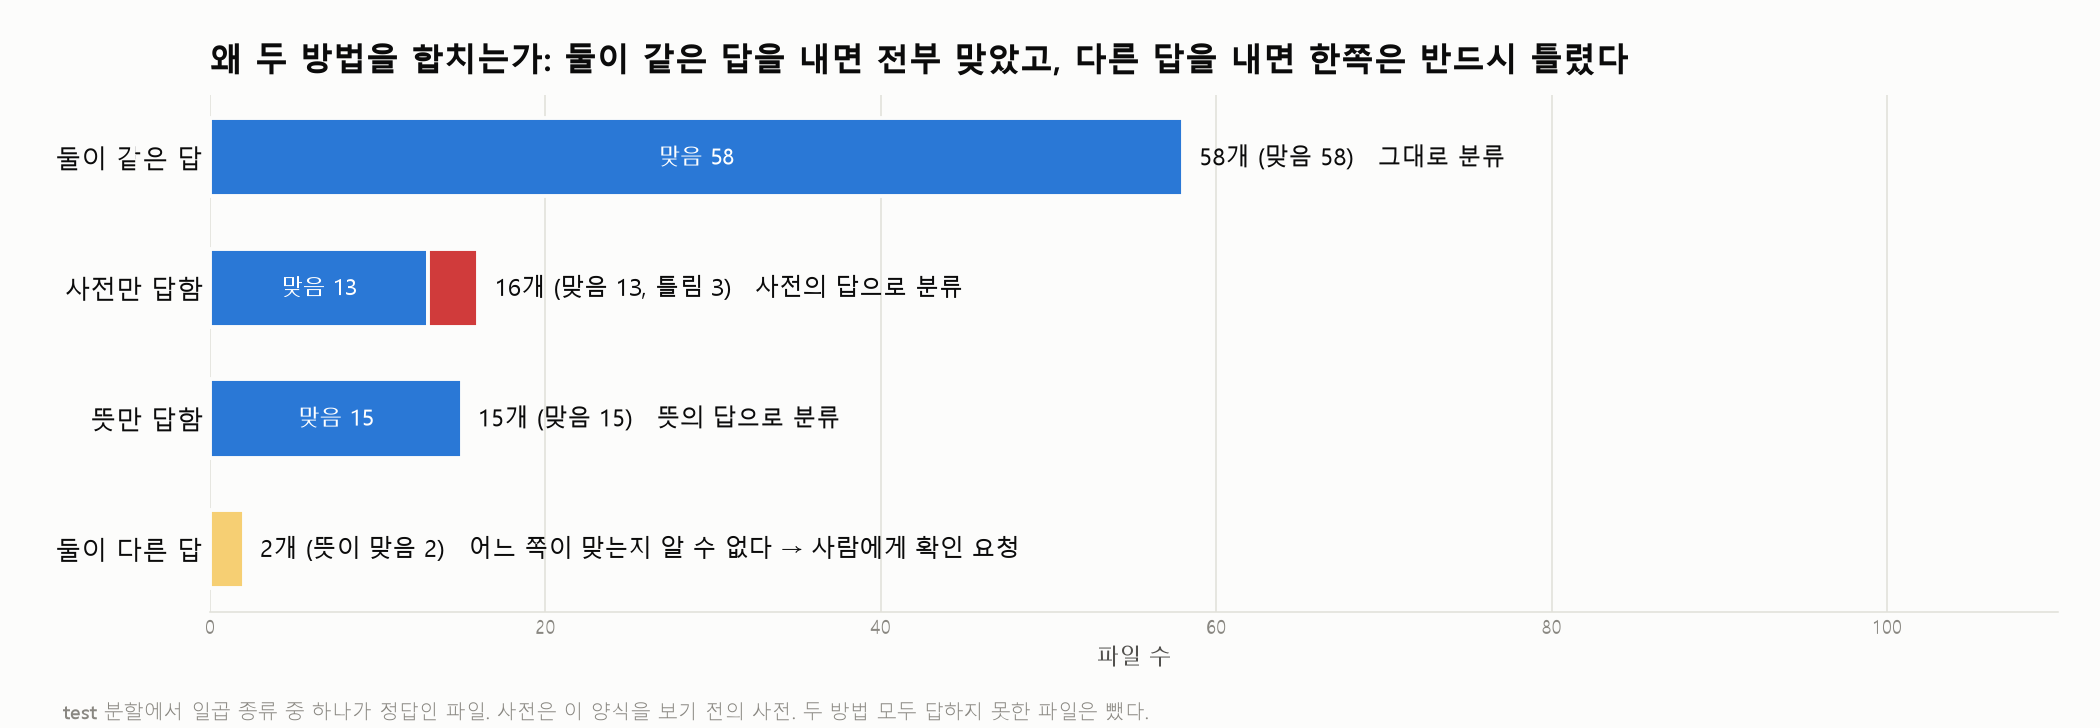 왜 두 방법을 합치는가: 둘이 같은 답을 내면 전부 맞았고, 다른 답을 내면 한쪽은 반드시 틀렸다
둘이 같은 답
맞음 58
58개 (맞음 58) 그대로 분류
사전만 답함
맞음 13
16개 (맞음 13, 틀림 3) 사전의 답으로 분류
뜻만 답함
맞음 15
15개 (맞음 15) 뜻의 답으로 분류
둘이 다른 답
2개 (뜻이 맞음 2) 어느 쪽이 맞는지 알 수 없다 → 사람에게 확인 요청
0 20 40 60 80 100
파일 수
test 분할에서 일곱 종류 중 하나가 정답인 파일. 사전은 이 양식을 보기 전의 사전. 두 방법 모두 답하지 못한 파일은 뺐다.